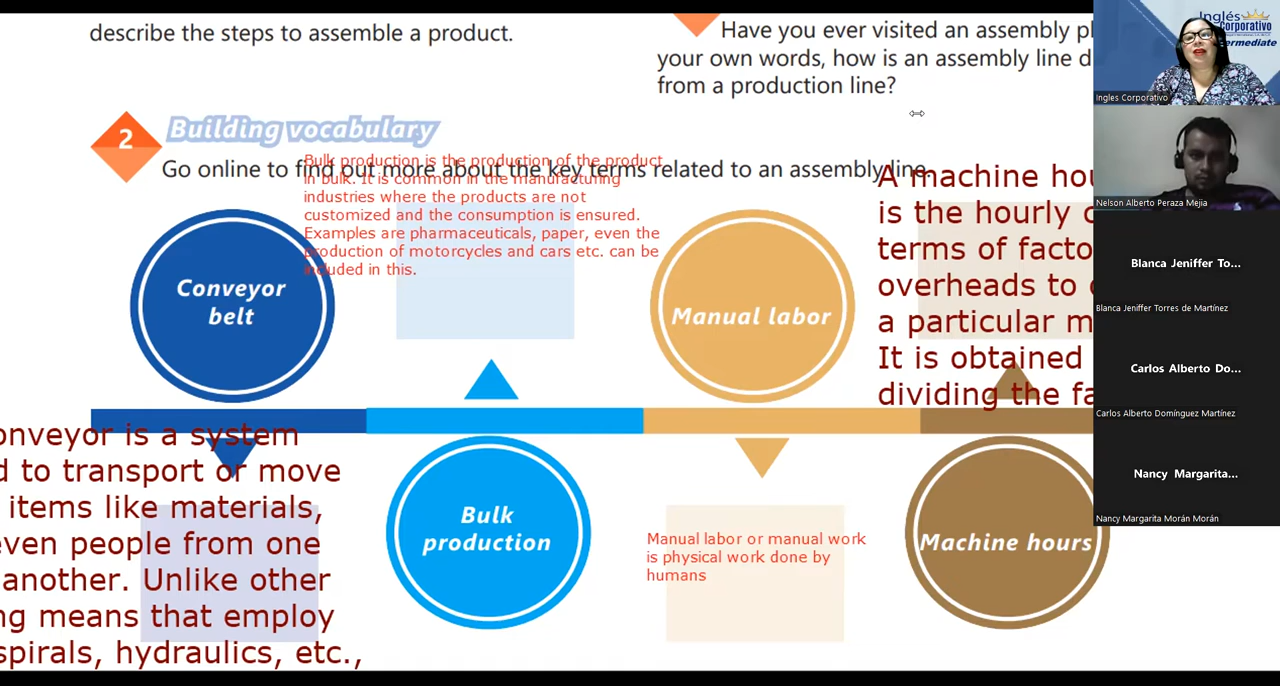 describe the steps to assemble a product.
Have you ever visited an assembly
your own words, how is an assembly line
from a production line?
2
Building vocabulary
Go online to find out more about the key terms related to an assembly line.
Bulk production is the production of the product
in bulk. It is common in the manufacturing
industries where the products are not
customized and the consumption is ensured.
Examples are pharmaceuticals, paper, even the
production of motorcycles and cars etc. can be
included in this.
A machine
is the hourly
terms of
overheads to
a particular
It is obtained
dividing the
Conveyor
belt
Manual labor
onveyor is a system
to transport or move
items like materials,
even people from one
another. Unlike other
means that employ
spirals, hydraulics, etc.,
Bulk
production
Manual labor or manual work
is physical work done by
humans
Machine hours
Inglés
Corporativo
Ingles Corporativo
Nelson Alberto Peraza Mejia
Blanca Jeniffer To...
Blanca Jeniffer Torres de Martínez
Carlos Alberto Do...
Carlos Alberto Domínguez Martínez
Nancy Margarita...
Nancy Margarita Morán Morán